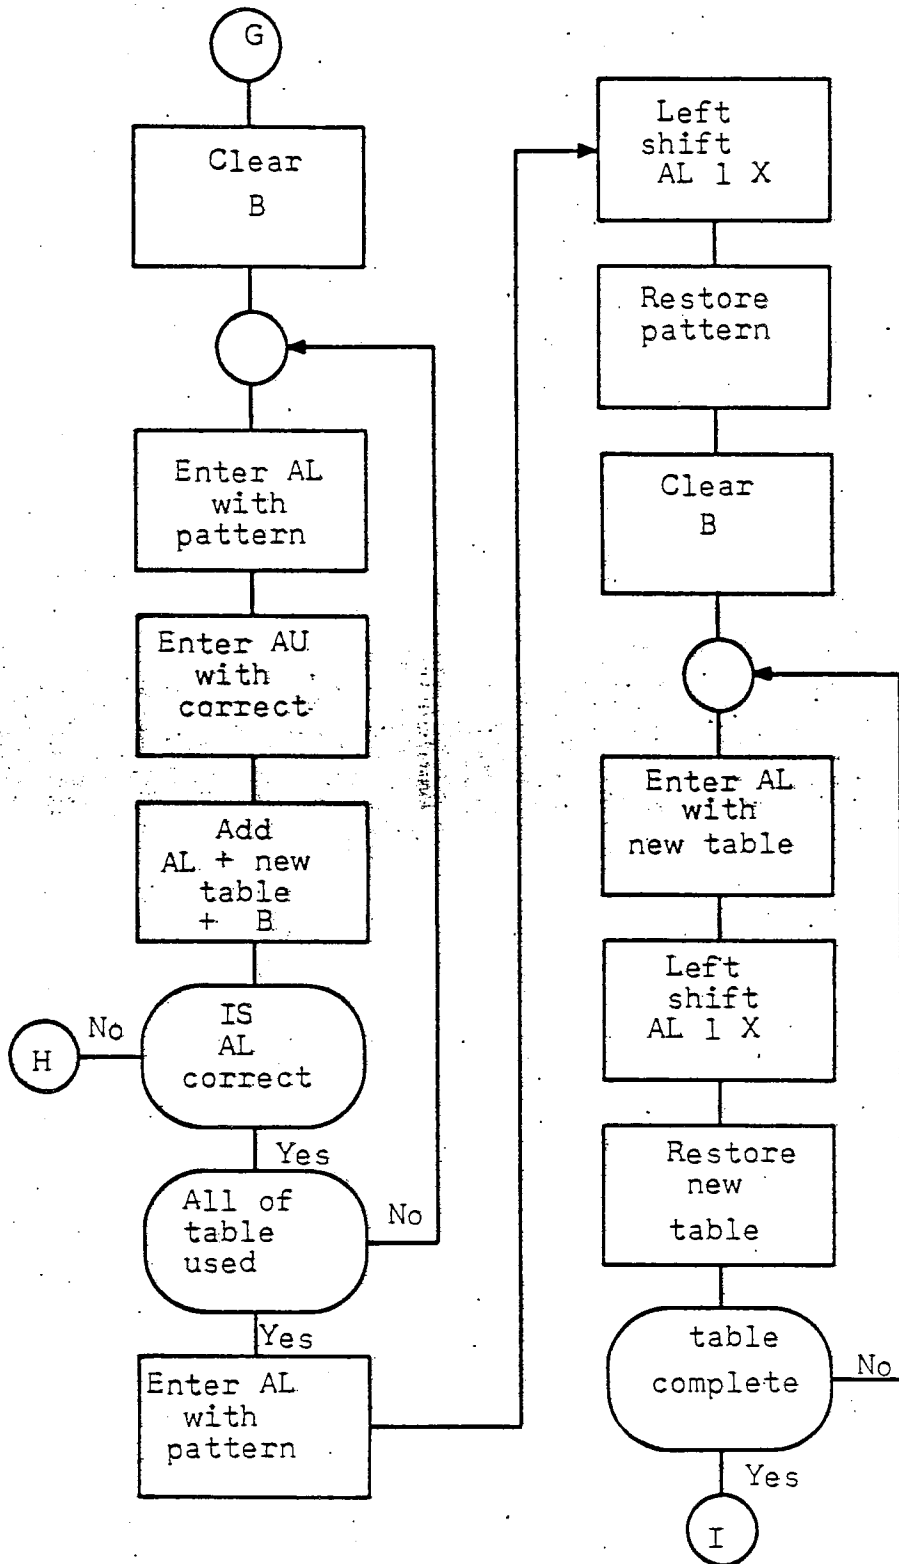 G
Clear
B
Enter AL
with
pattern
Enter AU
with
correct
Add
AL + new
table
+ B
IS
AL
correct
No
H
Yes
All of
table
used
No
Yes
Enter AL
with
pattern
Left
shift
AL 1 X
Restore
pattern
Clear
B
Enter AL
with
new table
Left
shift
AL 1 X
Restore
new
table
table
complete
No
Yes
I